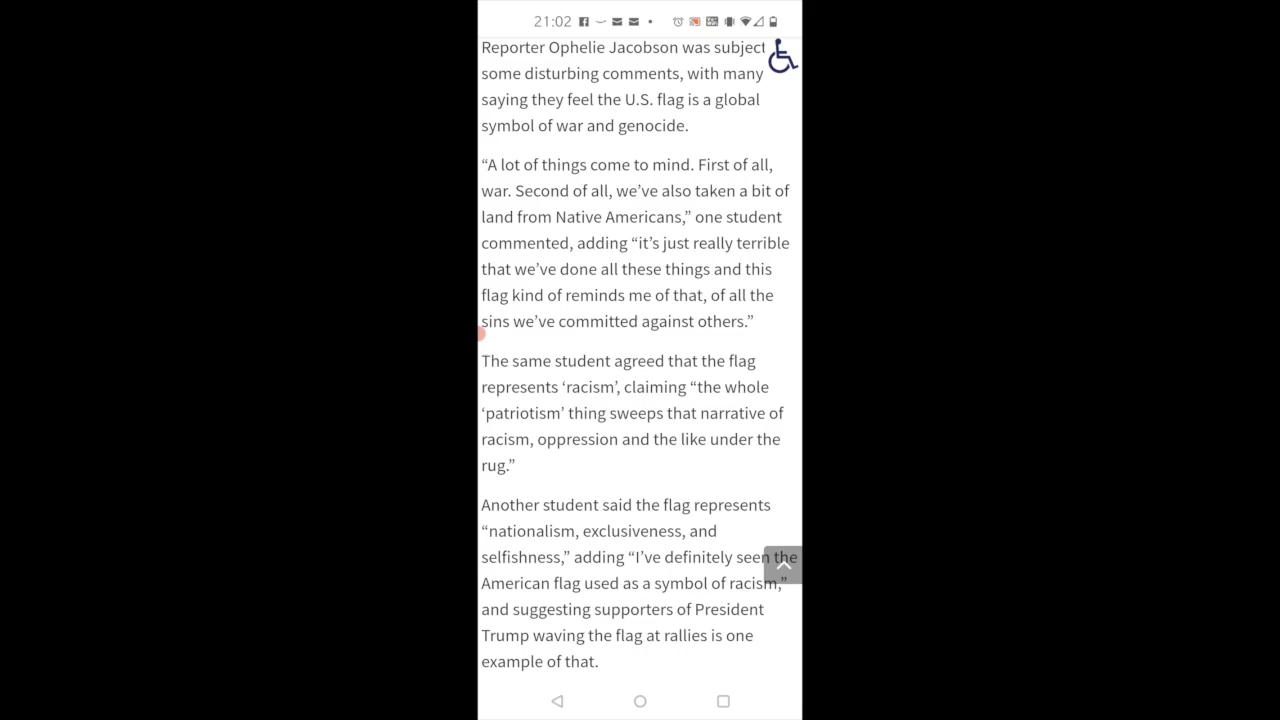 21:02
Reporter Ophelie Jacobson was subject
some disturbing comments, with many
saying they feel the U.S. flag is a global
symbol of war and genocide.
“A lot of things come to mind. First of all,
war. Second of all, we’ve also taken a bit of
land from Native Americans,” one student
commented, adding “it’s just really terrible
that we’ve done all these things and this
flag kind of reminds me of that, of all the
sins we’ve committed against others.”
The same student agreed that the flag
represents ‘racism’, claiming “the whole
‘patriotism’ thing sweeps that narrative of
racism, oppression and the like under the
rug.”
Another student said the flag represents
“nationalism, exclusiveness, and
selfishness,” adding “I’ve definitely seen the
American flag used as a symbol of racism,”
and suggesting supporters of President
Trump waving the flag at rallies is one
example of that.